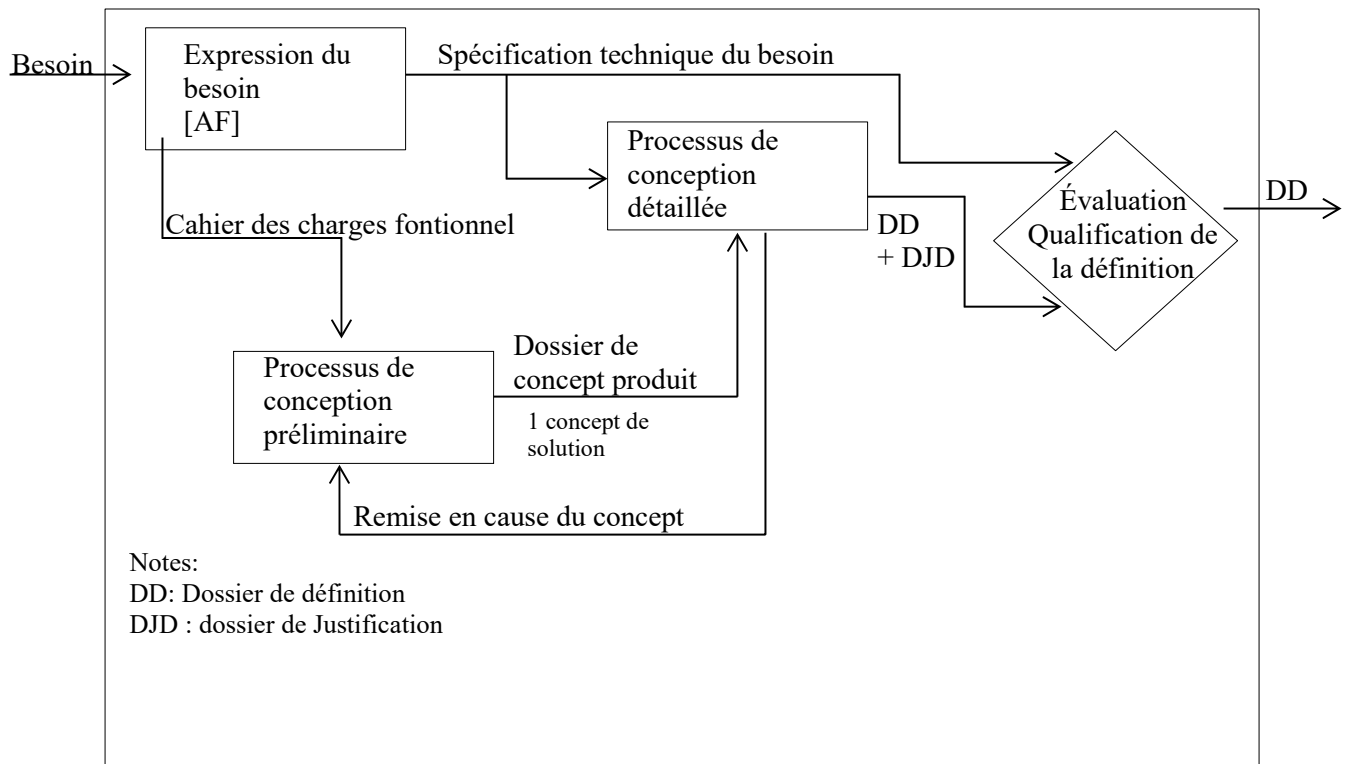 Besoin
Expression du
besoin
[AF]
Spécification technique du besoin
Processus de
conception
détaillée
Cahier des charges fontionnel
DD
+ DJD
Évaluation
Qualification de
la définition
DD
Processus de
conception
préliminaire
Dossier de
concept produit
1 concept de
solution
Remise en cause du concept
Notes:
DD: Dossier de définition
DJD : dossier de Justification